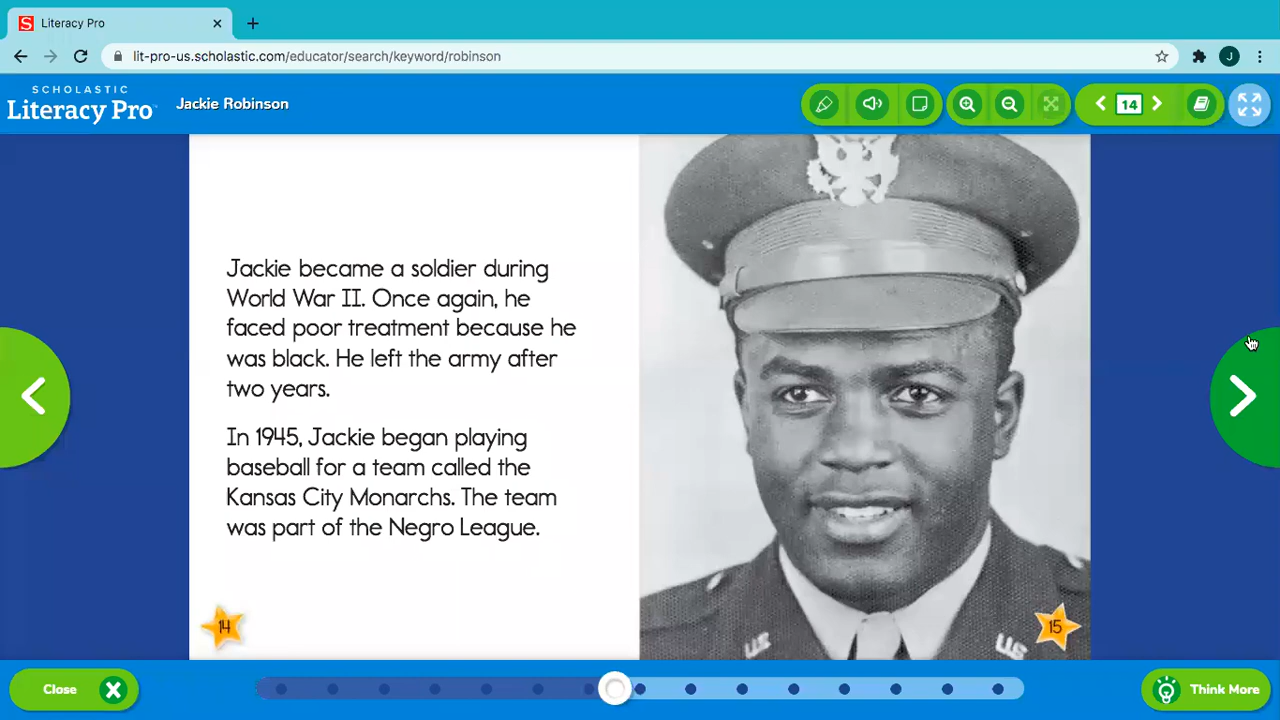 S Literacy Pro
lit-pro-us.scholastic.com/educator/search/keyword/robinson
J
SCHOLASTIC
Literacy Pro
Jackie Robinson
14
Jackie became a soldier during
World War II. Once again, he
faced poor treatment because he
was black. He left the army after
two years.
In 1945, Jackie began playing
baseball for a team called the
Kansas City Monarchs. The team
was part of the Negro League.
14
US
US
15
Close
Think More